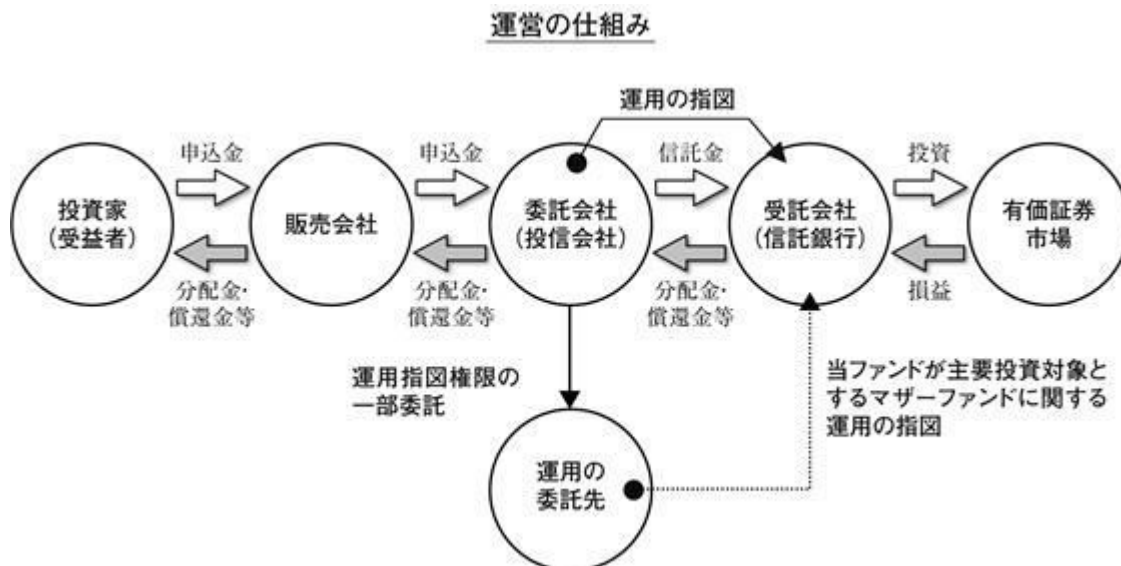 運営の仕組み
運用の指図
申込金
申込金
信託金
投資
投資家
(受益者)
販売会社
委託会社
(投信会社)
受託会社
(信託銀行)
有価証券
市場
分配金・
償還金等
分配金・
償還金等
分配金・
償還金等
損益
運用指図権限の
一部委託
当ファンドが主要投資対象と
するマザーファンドに関する
運用の指図
運用の
委託先